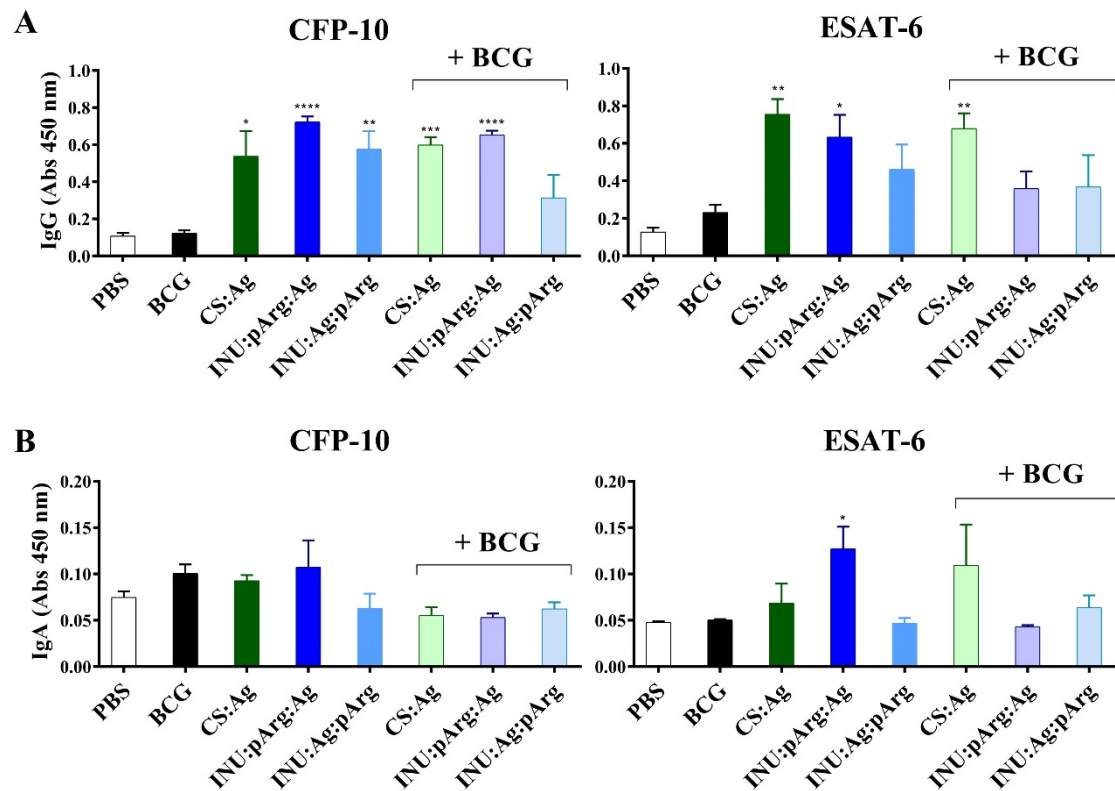 A
CFP-10
ESAT-6
+ BCG
+ BCG
IgG (Abs 450 nm)
1.0
0.8
0.6
0.4
0.2
0.0
*
****
**
***
****
PBS
BCG
CS:Ag
INU:pArg:Ag
INU:Ag:pArg
CS:Ag
INU:pArg:Ag
INU:Ag:pArg
1.0
0.8
0.6
0.4
0.2
0.0
**
*
**
PBS
BCG
CS:Ag
INU:pArg:Ag
INU:Ag:pArg
CS:Ag
INU:pArg:Ag
INU:Ag:pArg
B
CFP-10
ESAT-6
+ BCG
+ BCG
IgA (Abs 450 nm)
0.20
0.15
0.10
0.05
0.00
PBS
BCG
CS:Ag
INU:pArg:Ag
INU:Ag:pArg
CS:Ag
INU:pArg:Ag
INU:Ag:pArg
0.20
0.15
0.10
0.05
0.00
*
PBS
BCG
CS:Ag
INU:pArg:Ag
INU:Ag:pArg
CS:Ag
INU:pArg:Ag
INU:Ag:pArg